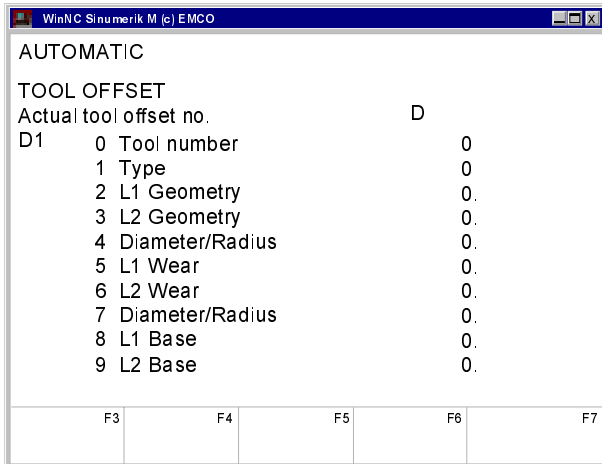 WinNC Sinumerik M (c) EMCO
AUTOMATIC
TOOL OFFSET
Actual tool offset no. D
D1 0 Tool number 0
1 Type 0
2 L1 Geometry 0.
3 L2 Geometry 0.
4 Diameter/Radius 0.
5 L1 Wear 0.
6 L2 Wear 0.
7 Diameter/Radius 0.
8 L1 Base 0.
9 L2 Base 0.
F3 F4 F5 F6 F7